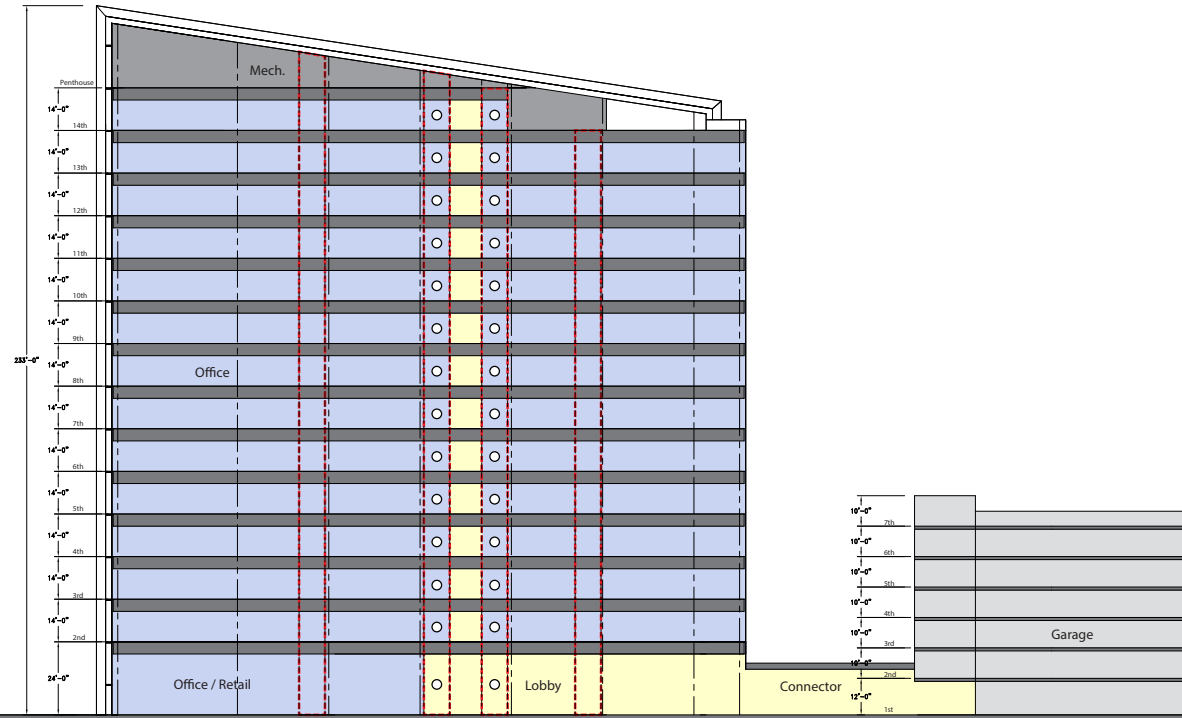 Mech.
Penthouse
14'-0"
14th
14'-0"
13th
14'-0"
12th
14'-0"
11th
14'-0"
10th
14'-0"
9th
233'-0"
14'-0"
Office
8th
14'-0"
7th
14'-0"
6th
14'-0"
5th
14'-0"
4th
14'-0"
3rd
14'-0"
2nd
24'-0"
Office / Retail
Lobby
Connector
10'-0"
7th
10'-0"
6th
10'-0"
5th
10'-0"
4th
10'-0"
3rd
Garage
10'-0"
2nd
12'-0"
1st